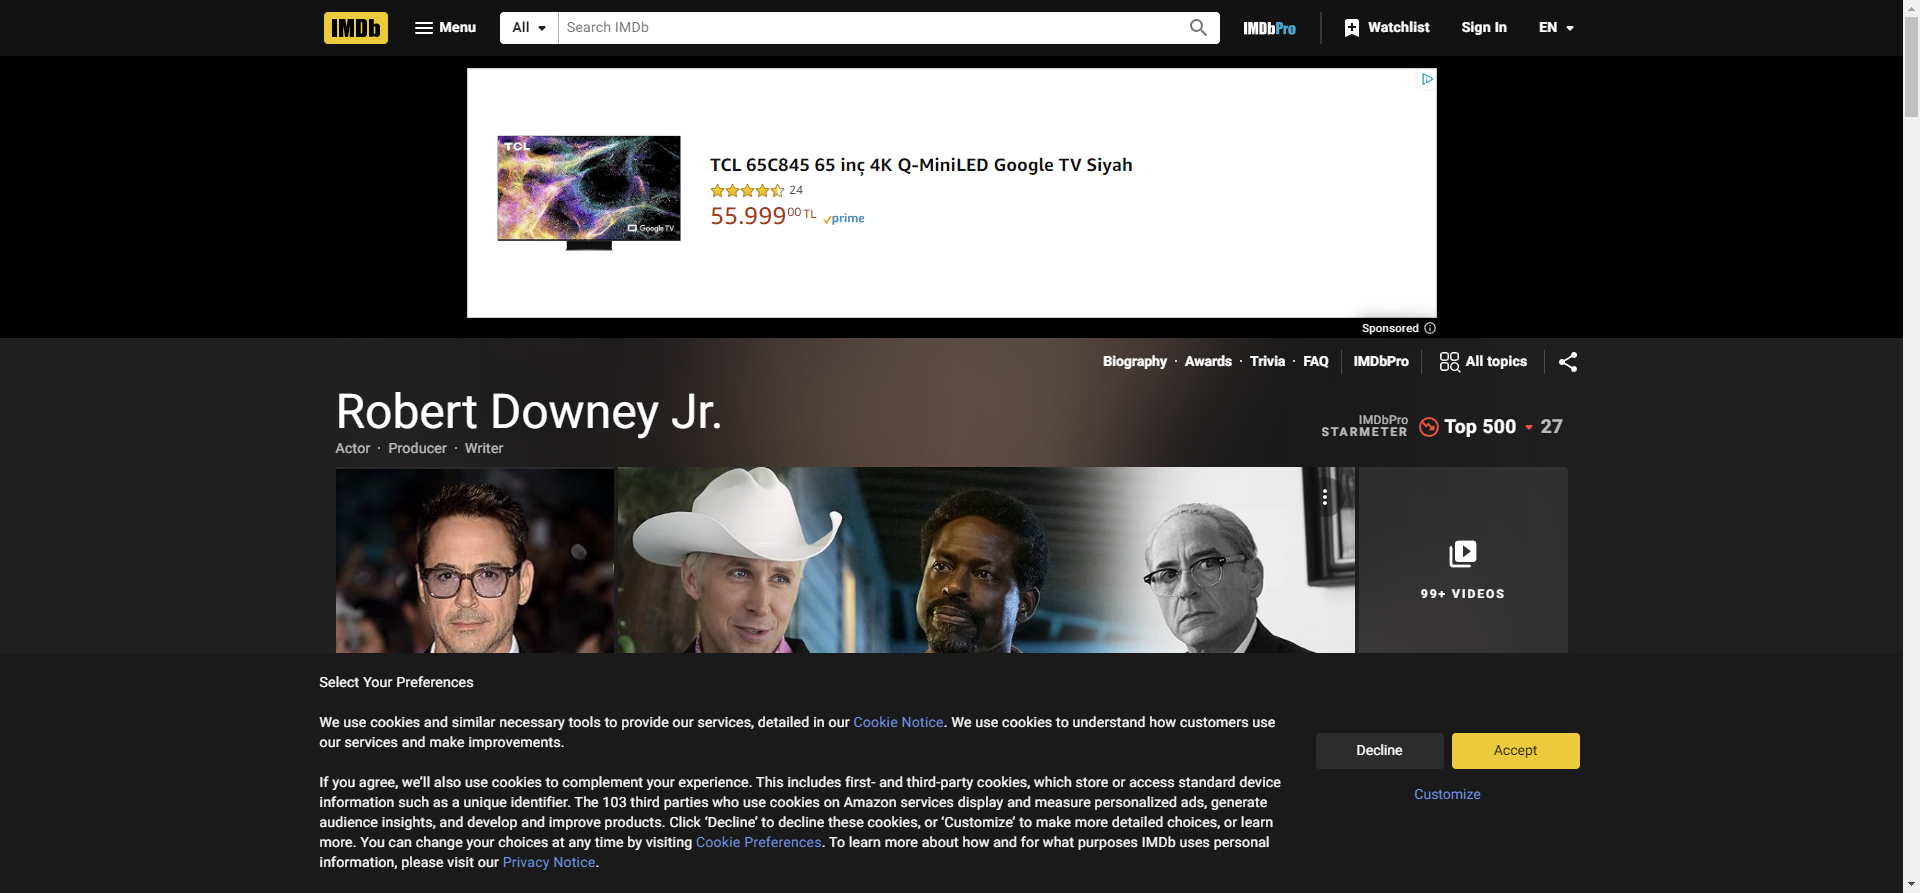 IMDb
Menu
All
Search IMDb
IMDbPro
Watchlist
Sign In
EN
TCL
Google TV
TCL 65C845 65 inç 4K Q-MiniLED Google TV Siyah
24
55.99900 TL prime
Sponsored
Biography · Awards · Trivia · FAQ
IMDbPro
All topics
Robert Downey Jr.
Actor · Producer · Writer
IMDbPro
STARMETER
Top 500
27
99+ VIDEOS
Select Your Preferences
We use cookies and similar necessary tools to provide our services, detailed in our Cookie Notice. We use cookies to understand how customers use
our services and make improvements.
If you agree, we’ll also use cookies to complement your experience. This includes first- and third-party cookies, which store or access standard device
information such as a unique identifier. The 103 third parties who use cookies on Amazon services display and measure personalized ads, generate
audience insights, and develop and improve products. Click ‘Decline’ to decline these cookies, or ‘Customize’ to make more detailed choices, or learn
more. You can change your choices at any time by visiting Cookie Preferences. To learn more about how and for what purposes IMDb uses personal
information, please visit our Privacy Notice.
Decline
Accept
Customize